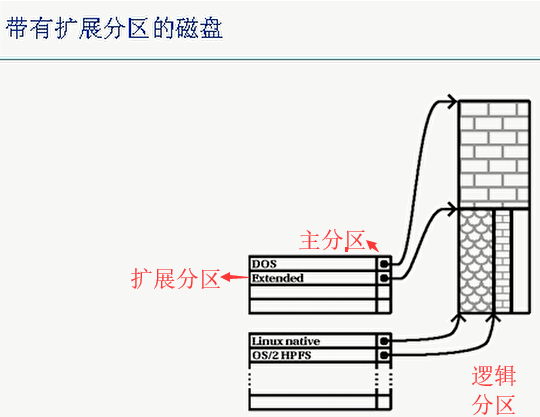 带有扩展分区的磁盘
主分区
DOS
扩展分区
Extended
Linux native
OS/2 HPFS
逻辑
分区